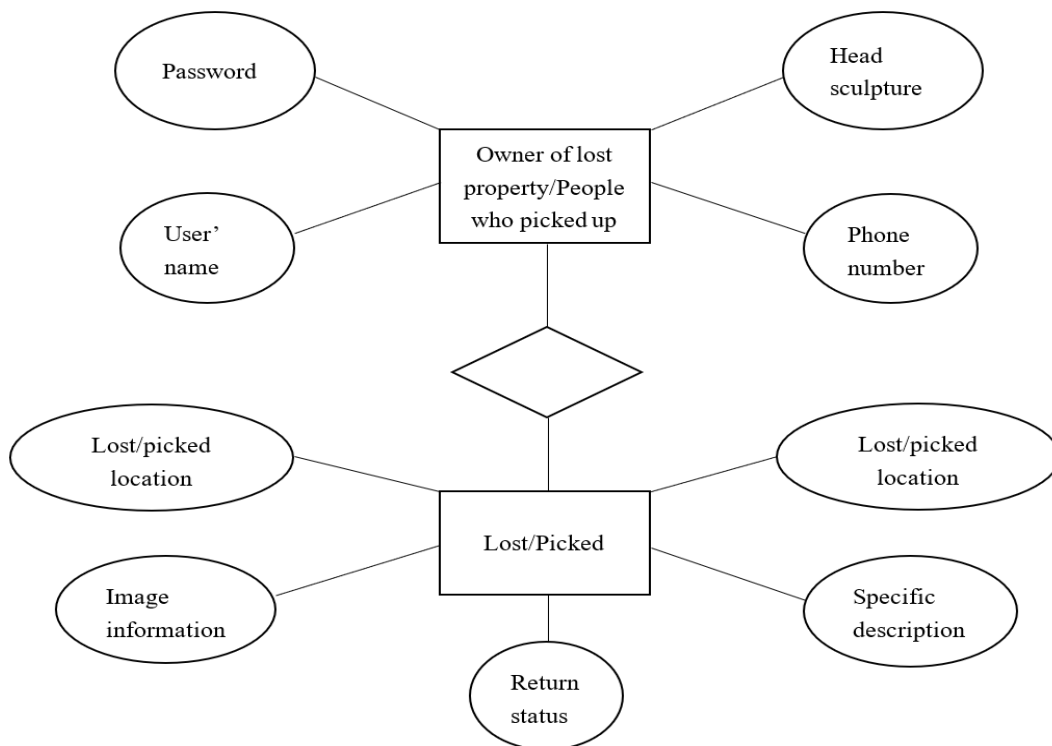 Password
Head
sculpture
Owner of lost
property/People
who picked up
User’
name
Phone
number
Lost/picked
location
Lost/picked
location
Lost/Picked
Image
information
Specific
description
Return
status